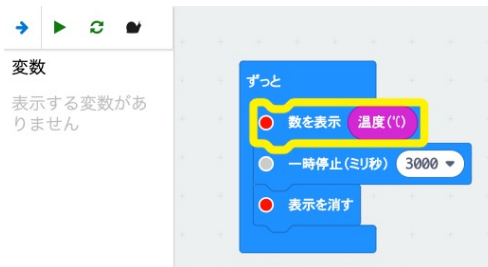 変数
表示する変数があ
りません
ずっと
数を表示 温度(℃)
一時停止(ミリ秒) 3000
表示を消す